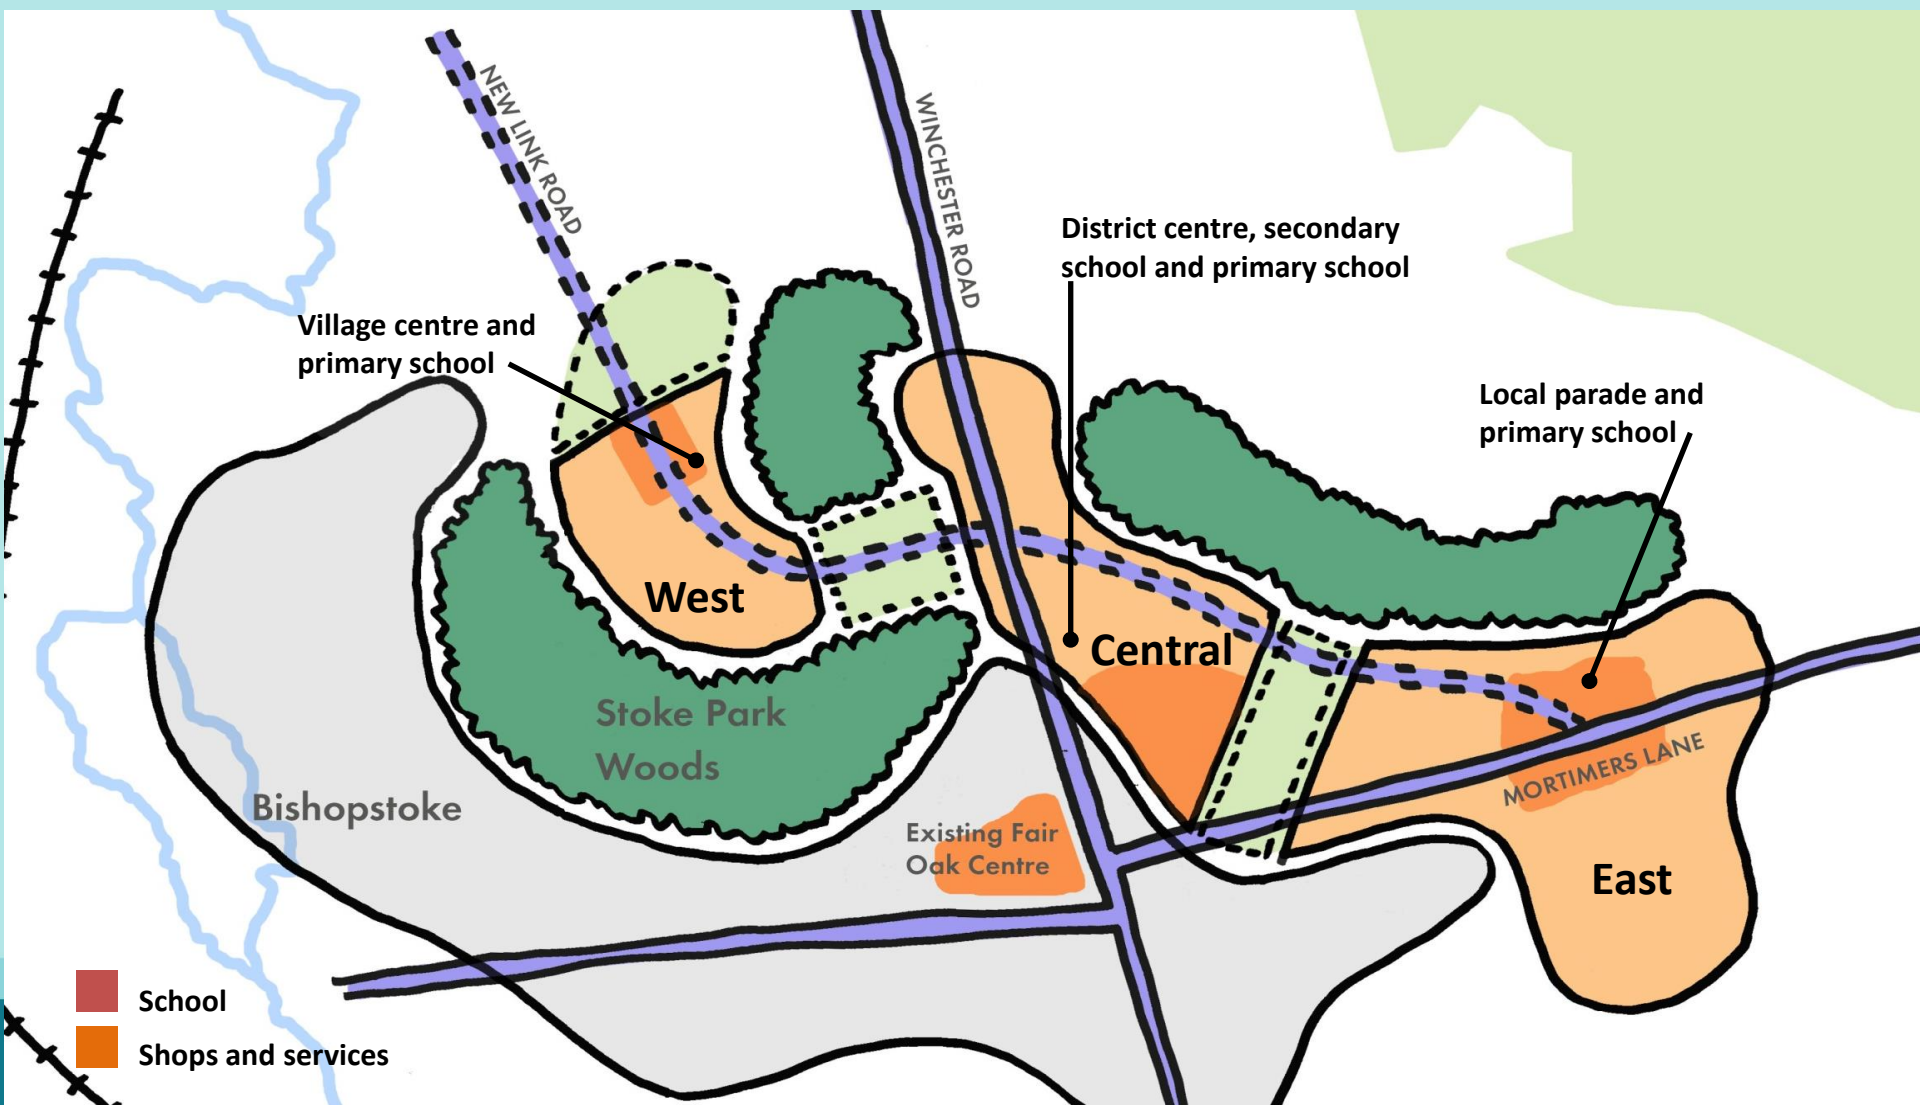 NEW LINK ROAD
WINCHESTER ROAD
District centre, secondary
school and primary school
Village centre and
primary school
Local parade and
primary school
West
Central
Stoke Park
Woods
MORTIMERS LANE
Bishopstoke
Existing Fair
Oak Centre
East
School
Shops and services